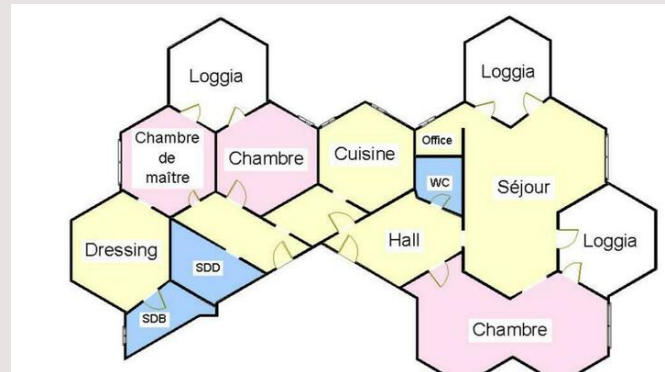 Loggia
Loggia
Chambre
de
maître
Chambre
Cuisine
Office
WC
Séjour
Dressing
SDD
Hall
Loggia
SDB
Chambre